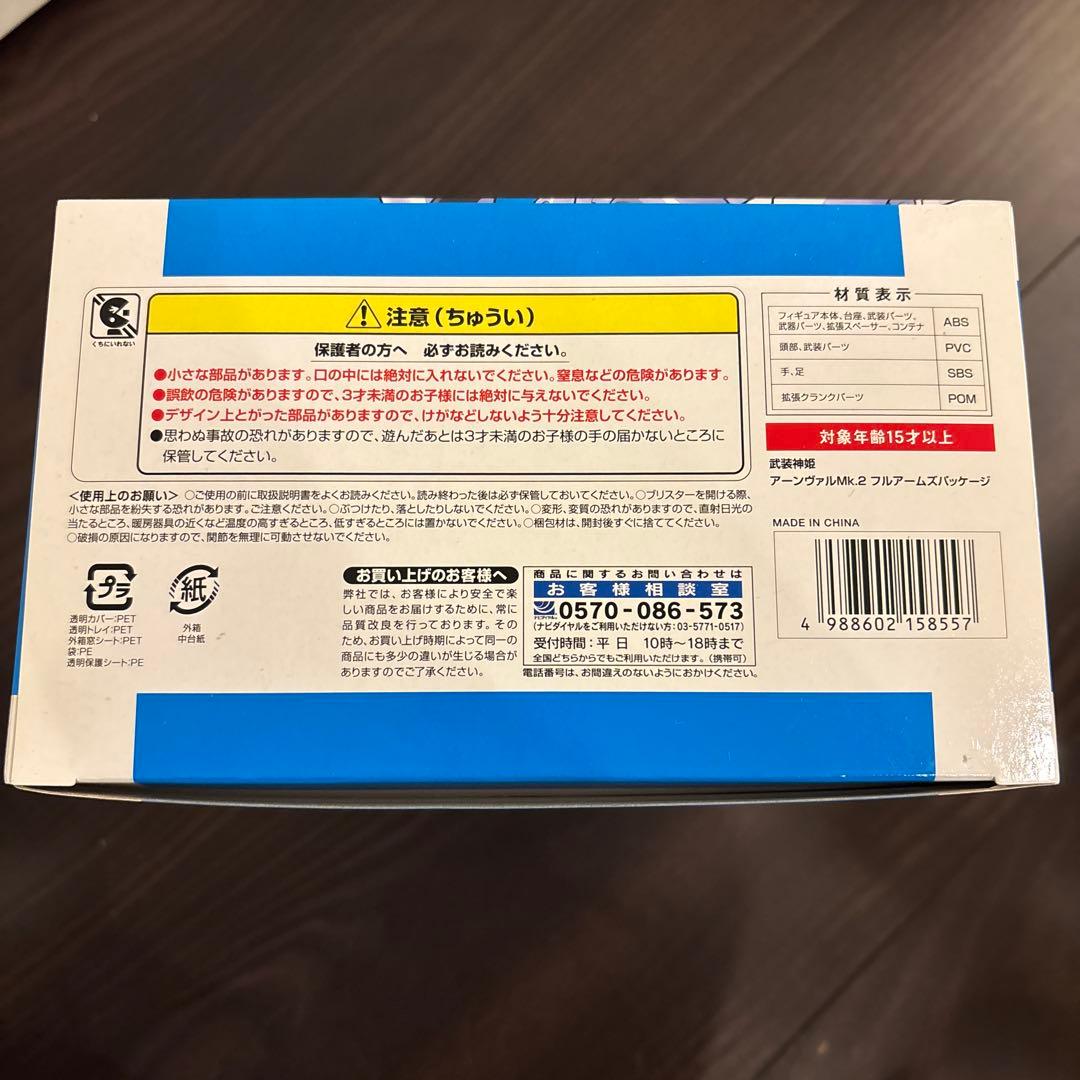 くちにいれない
注意(ちゅうい)
保護者の方へ 必ずお読みください。
●小さな部品があります。口の中には絶対に入れないでください。窒息などの危険があります。
●誤飲の危険がありますので、3才未満のお子様には絶対に与えないでください。
●デザイン上とがった部品がありますので、けがなどしないよう十分注意してください。
●思わぬ事故の恐れがありますので、遊んだあとは3才未満のお子様の手の届かないところに
保管してください。
<使用上のお願い> ○ご使用の前に取扱説明書をよくお読みください。読み終わった後は必ず保管しておいてください。○ブリスターを開ける際、
小さな部品を紛失する恐れがあります。ご注意ください。○ぶつけたり、落としたりしないでください。○変形、変質の恐れがありますので、直射日光の
当たるところ、暖房器具の近くなど温度の高すぎるところ、低すぎるところには置かないでください。○梱包材は、開封後すぐに捨ててください。
○破損の原因になりますので、関節を無理に可動させないでください。
プラ
透明カバー:PET
透明トレイ:PET
外箱窓シート:PET
袋:PE
透明保護シート:PE
紙
外箱
中台紙
お買い上げのお客様へ
弊社では、お客様により安全で楽
しい商品をお届けするために、常に
品質改良を行っております。その
ため、お買い上げ時期によって同一の
商品にも多少の違いが生じる場合が
ありますのでご了承ください。
商品に関するお問い合わせは
お客様相談室
0570-086-573
(ナビダイヤルをご利用いただけない方:03-5771-0517)
受付時間:平日 10時〜18時まで
全国どちらからでもご利用いただけます。(携帯可)
電話番号は、お間違えのないようにおかけください。
材質表示
フィギュア本体、台座、武装パーツ、
武器パーツ、拡張スペーサー、コンテナ ABS
頭部、武装パーツ PVC
手、足 SBS
拡張クランクパーツ POM
対象年齢15才以上
武装神姫
アーンヴァルMk.2 フルアームズパッケージ
MADE IN CHINA
4 988602 158557